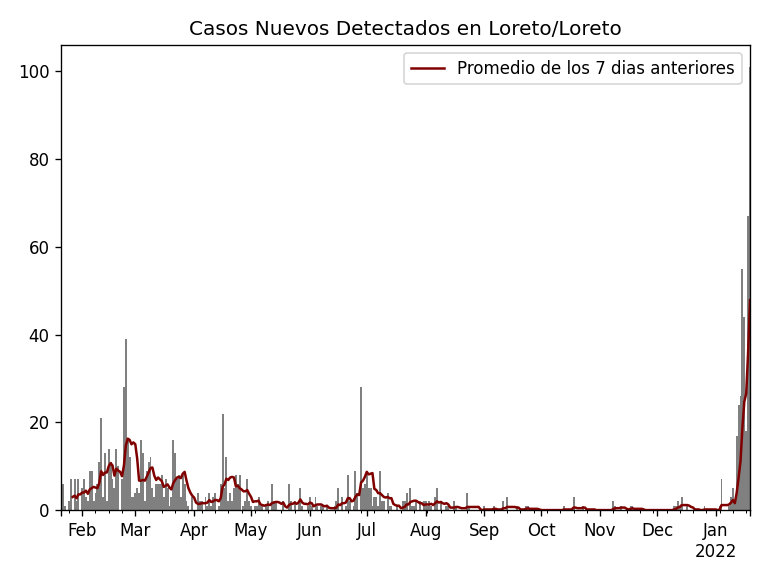 Casos Nuevos Detectados en Loreto/Loreto
Promedio de los 7 dias anteriores
100
80
60
40
20
0
Feb Mar Apr May Jun Jul Aug Sep Oct Nov Dec Jan
2022